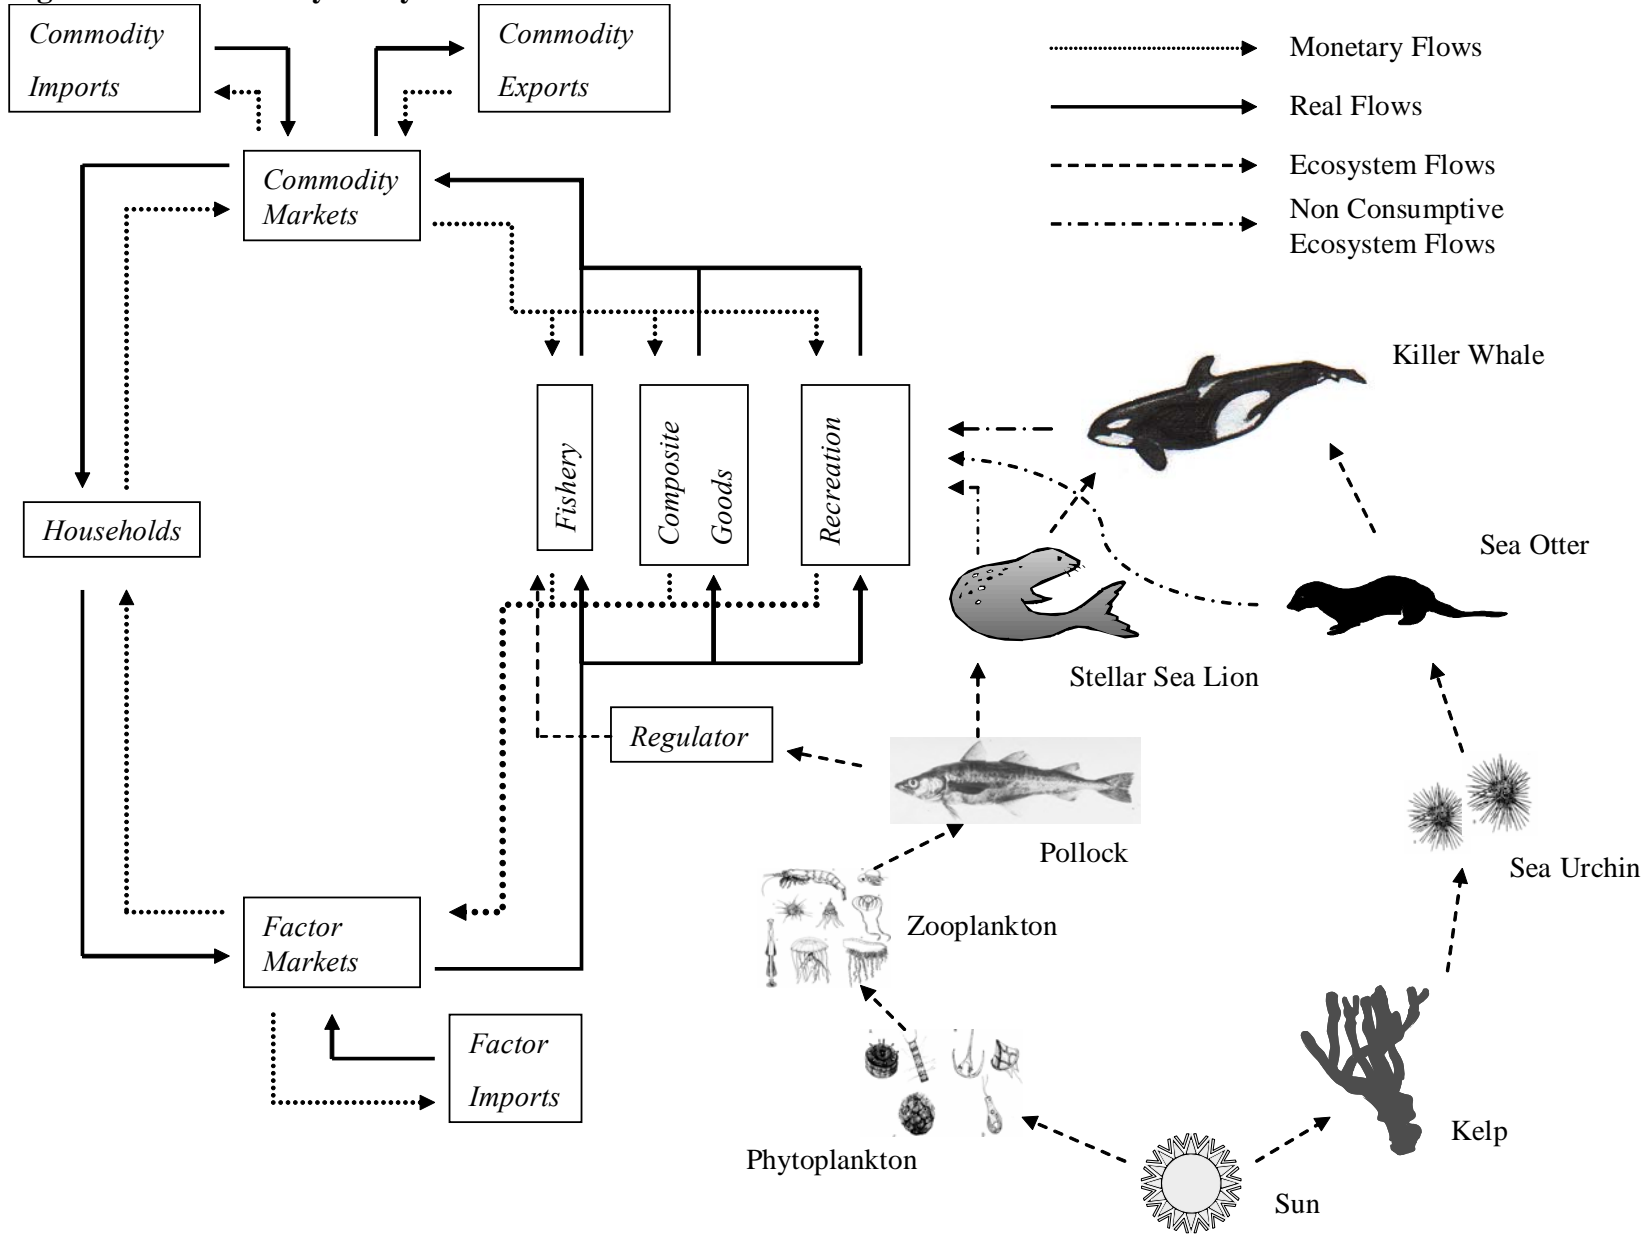 Commodity
Imports
Commodity
Exports
Monetary Flows
Real Flows
Ecosystem Flows
Non Consumptive
Ecosystem Flows
Commodity
Markets
Killer Whale
Fishery
Composite
Goods
Recreation
Households
Sea Otter
Stellar Sea Lion
Regulator
Pollock
Sea Urchin
Zooplankton
Factor
Markets
Factor
Imports
Kelp
Phytoplankton
Sun